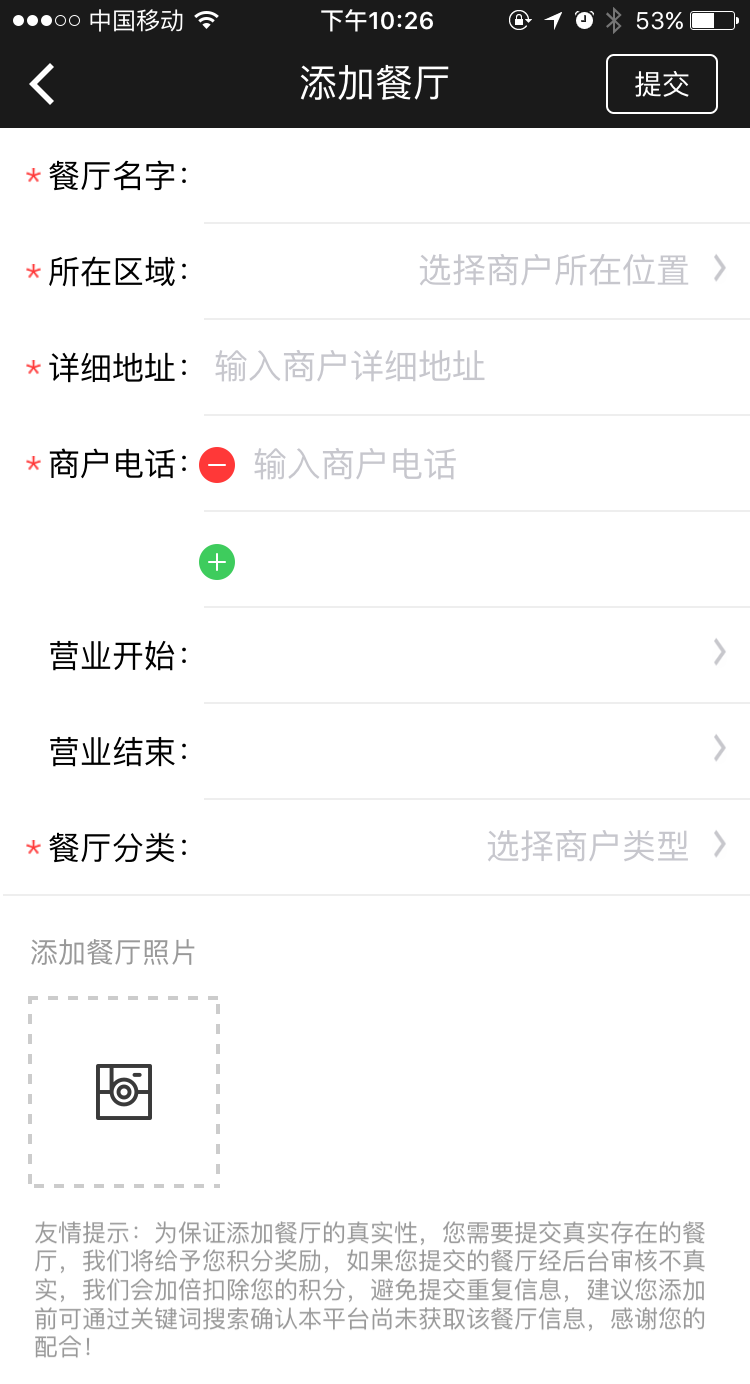 中国移动 下午10:26 53%
添加餐厅 提交
*餐厅名字：
*所在区域： 选择商户所在位置
*详细地址： 输入商户详细地址
*商户电话： 输入商户电话
营业开始：
营业结束：
*餐厅分类： 选择商户类型
添加餐厅照片
友情提示：为保证添加餐厅的真实性，您需要提交真实存在的餐
厅，我们将给予您积分奖励，如果您提交的餐厅经后台审核不真
实，我们会加倍扣除您的积分，避免提交重复信息，建议您添加
前可通过关键词搜索确认本平台尚未获取该餐厅信息，感谢您的
配合！